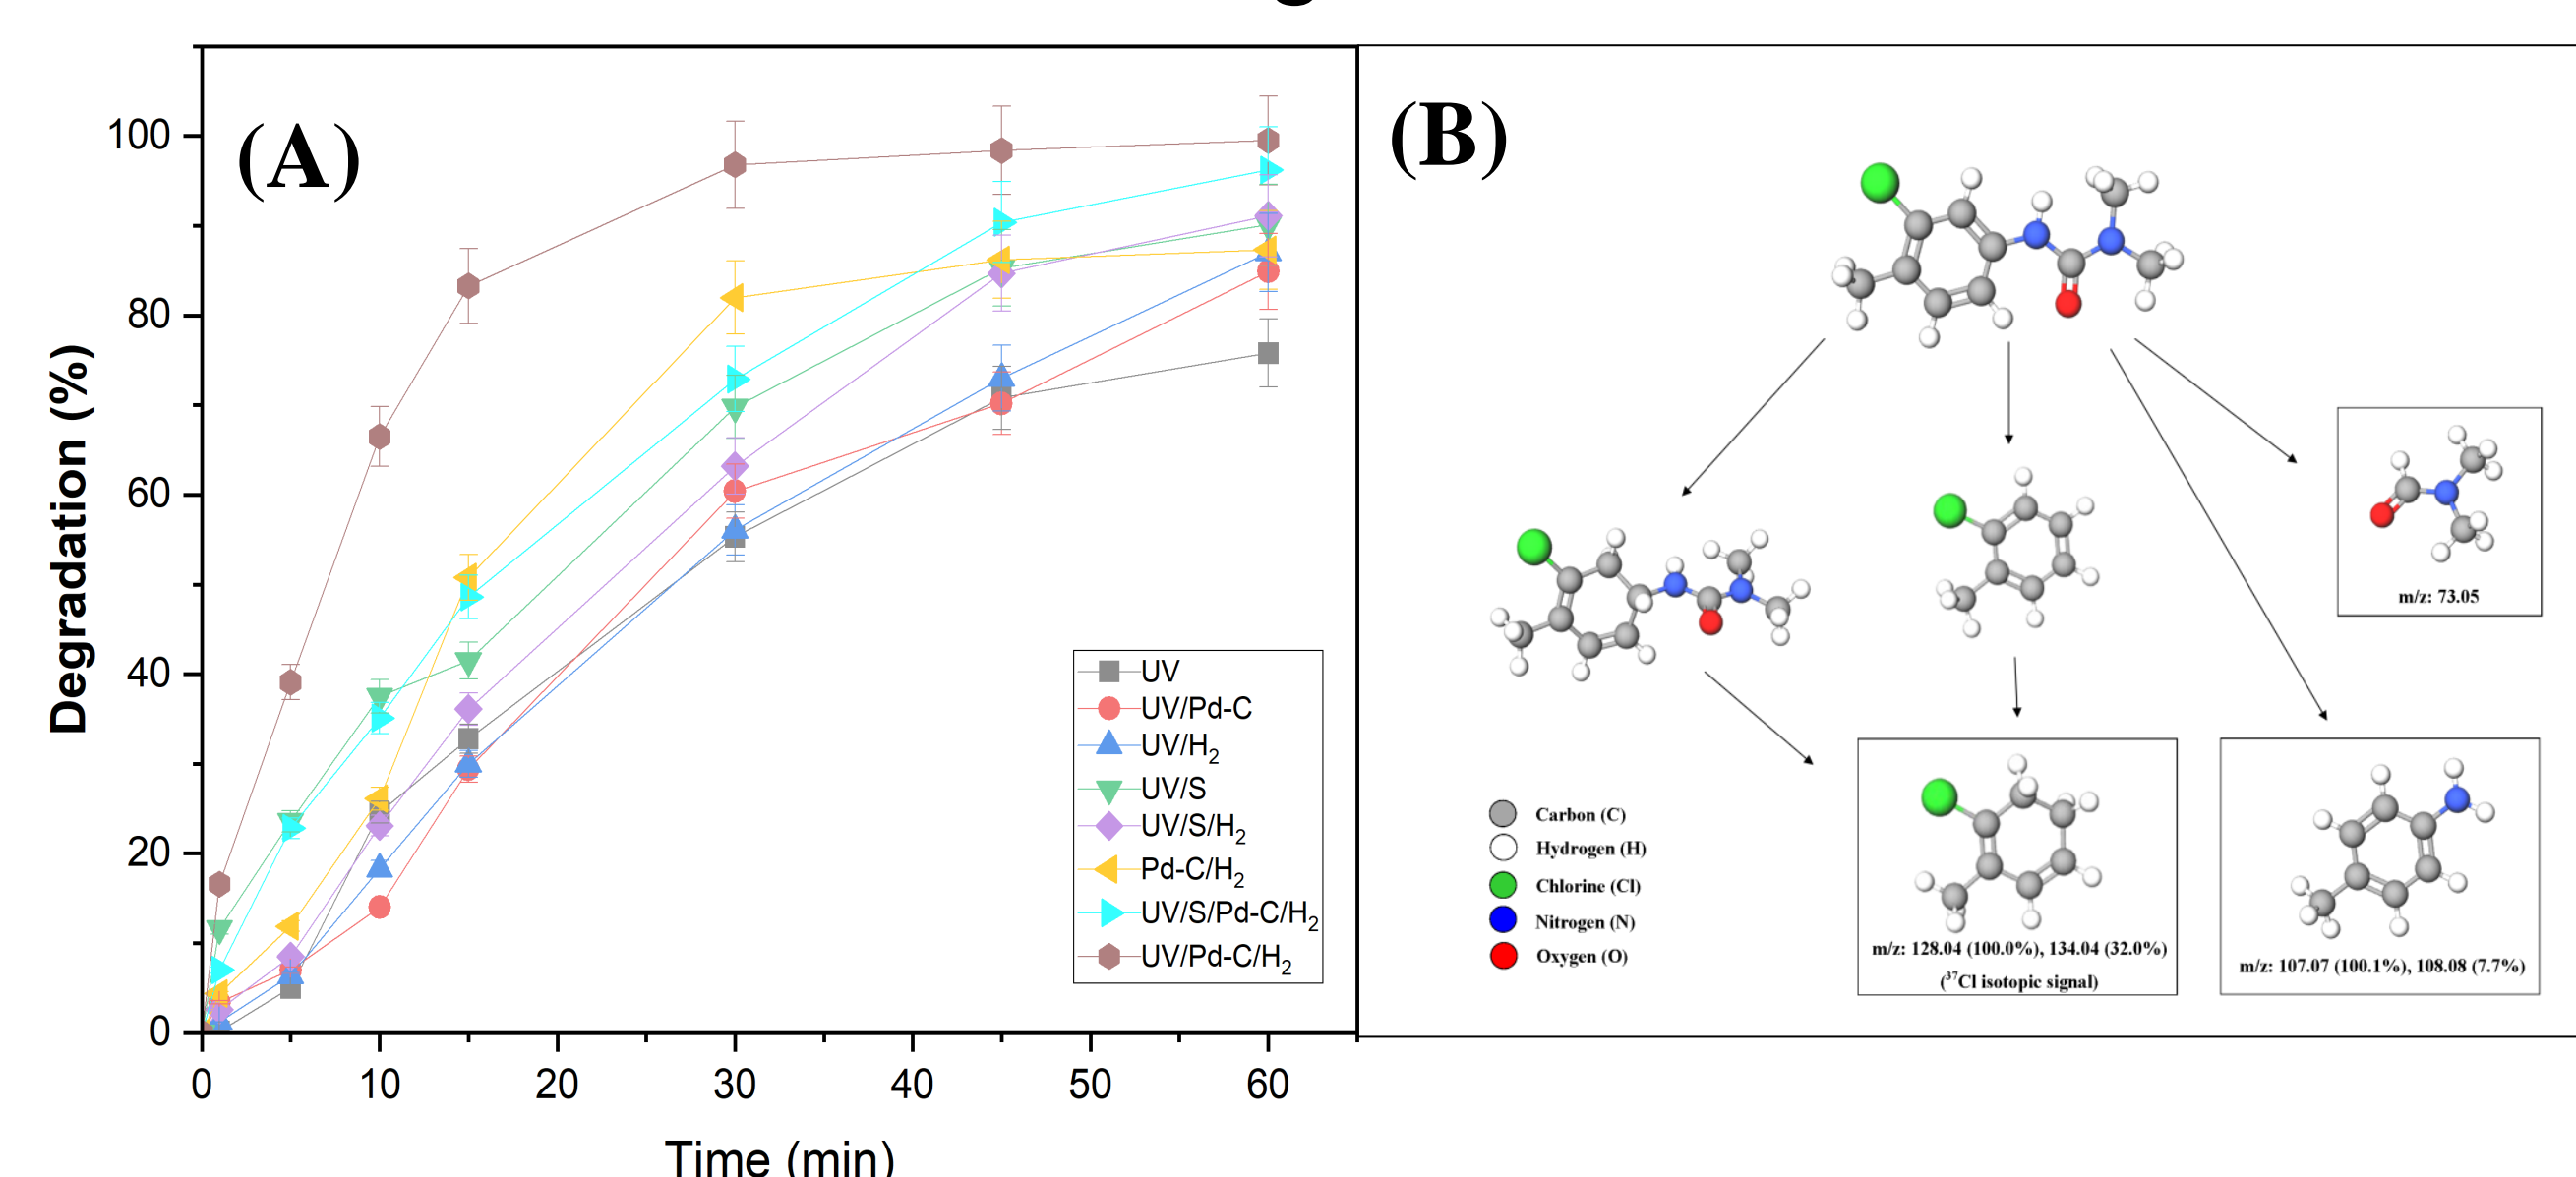 (A)
100
80
60
40
20
0
Degradation (%)
0 10 20 30 40 50 60
Time (min)
UV
UV/Pd-C
UV/H₂
UV/S
UV/S/H₂
Pd-C/H₂
UV/S/Pd-C/H₂
UV/Pd-C/H₂
(B)
m/z: 73.05
Carbon (C)
Hydrogen (H)
Chlorine (Cl)
Nitrogen (N)
Oxygen (O)
m/z: 128.04 (100.0%), 134.04 (32.0%)
(³⁷Cl isotopic signal)
m/z: 107.07 (100.1%), 108.08 (7.7%)